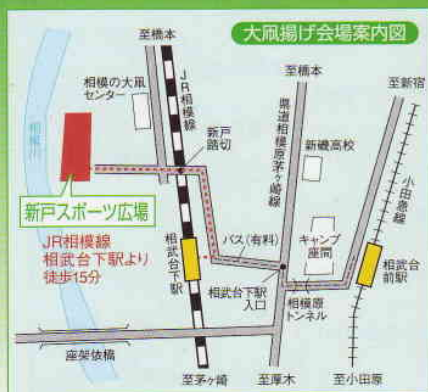 大凧揚げ会場案内図
至橋本
至橋本
至新宿
相模の大凧
センター
JR相模線
県道相模原茅ヶ崎線
新戸
踏切
新磯高校
小田急線
相模川
新戸スポーツ広場
JR相模線
相武台下駅より
徒歩15分
相武台下駅
バス(有料)
キャンプ
座間
相武台
前駅
相武台下駅
入口
相模原
トンネル
座架依橋
至茅ヶ崎
至厚木
至小田原